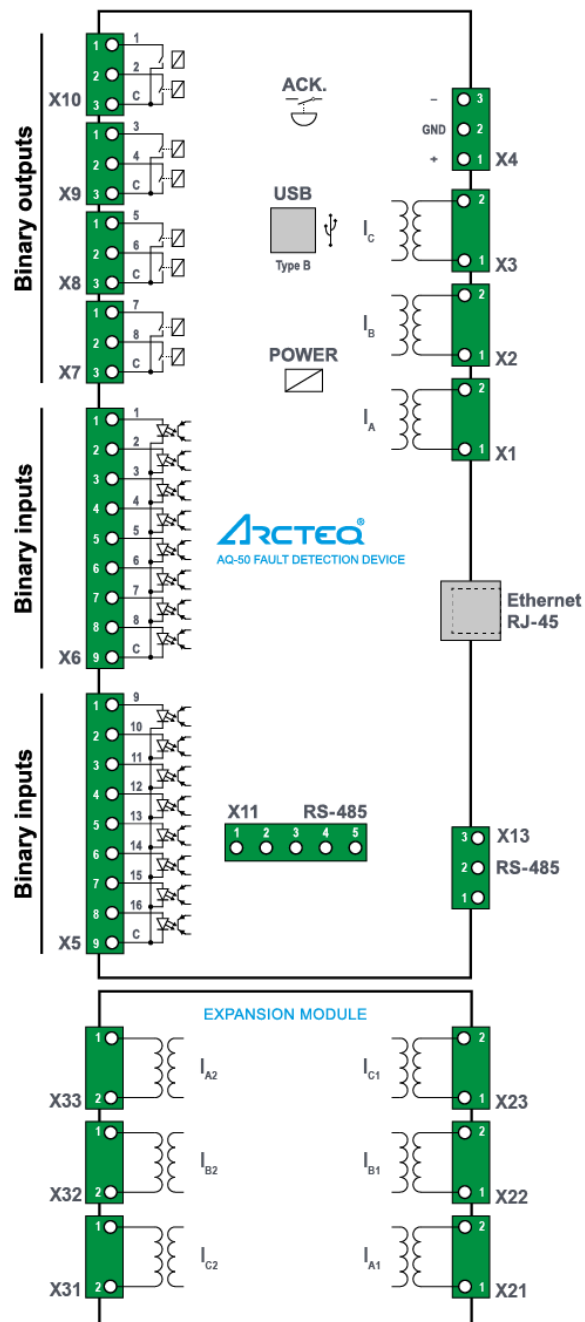 Binary outputs
X10
1
2
3
1
2
C
X9
1
2
3
3
4
C
X8
1
2
3
5
6
C
X7
1
2
3
7
8
C
ACK.
USB
Type B
POWER
–
GND
+
3
2
1
X4
IC
2
1
X3
IB
2
1
X2
IA
2
1
X1
Binary inputs
X6
1
2
3
4
5
6
7
8
9
1
2
3
4
5
6
7
8
C
ARCTEQ®
AQ-50 FAULT DETECTION DEVICE
Ethernet
RJ-45
Binary inputs
X5
1
2
3
4
5
6
7
8
9
9
10
11
12
13
14
15
16
C
X11 RS-485
1 2 3 4 5
3 X13
2 RS-485
1
EXPANSION MODULE
1
2
X33
IA2
IC1
2
1
X23
1
2
X32
IB2
IB1
2
1
X22
1
2
X31
IC2
IA1
2
1
X21